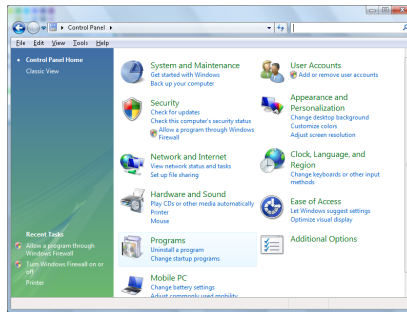 Control Panel
File Edit View Tools Help
Control Panel Home
Classic View
System and Maintenance
Get started with Windows
Back up your computer
Security
Check for updates
Check this computer's security status
Allow a program through Windows
Firewall
Network and Internet
View network status and tasks
Set up file sharing
Hardware and Sound
Play CDs or other media automatically
Printer
Mouse
Programs
Uninstall a program
Change startup programs
Mobile PC
Change battery settings
Adjust commonly used mobility
User Accounts
Add or remove user accounts
Appearance and
Personalization
Change desktop background
Customize colors
Adjust screen resolution
Clock, Language, and
Region
Change keyboards or other input
methods
Ease of Access
Let Windows suggest settings
Optimize visual display
Additional Options
Recent Tasks
Allow a program through
Windows Firewall
Turn Windows Firewall on or
off
Printer